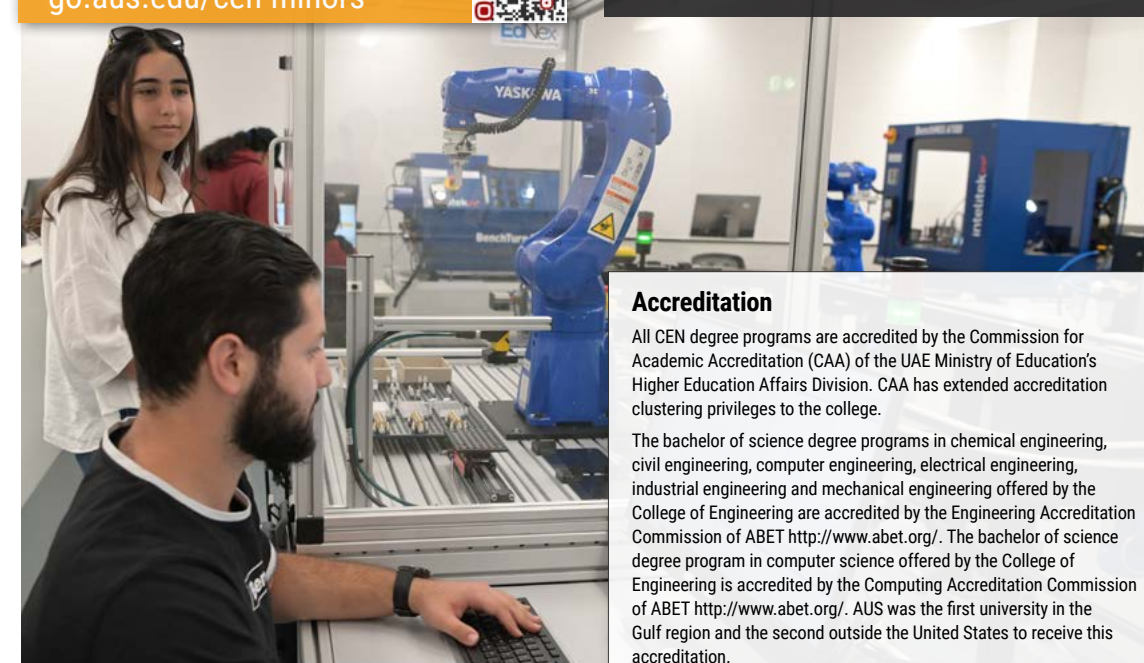 go.aus.edu/cen minors
EdNex
YASKAWA
intelitek
BenchTurn
intelitek
Accreditation
All CEN degree programs are accredited by the Commission for
Academic Accreditation (CAA) of the UAE Ministry of Education's
Higher Education Affairs Division. CAA has extended accreditation
clustering privileges to the college.
The bachelor of science degree programs in chemical engineering,
civil engineering, computer engineering, electrical engineering,
industrial engineering and mechanical engineering offered by the
College of Engineering are accredited by the Engineering Accreditation
Commission of ABET http://www.abet.org/. The bachelor of science
degree program in computer science offered by the College of
Engineering is accredited by the Computing Accreditation Commission
of ABET http://www.abet.org/. AUS was the first university in the
Gulf region and the second outside the United States to receive this
accreditation.